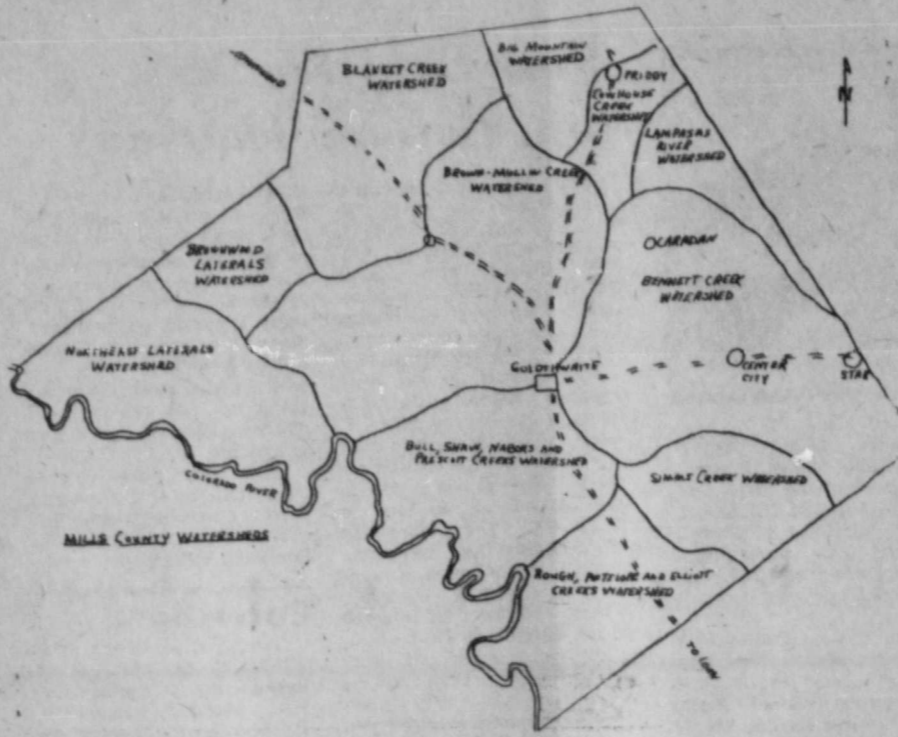 BLANKET CREEK
WATERSHED
BIG MOUNTAIN
WATERSHED
PRIDDY
COWHOUSE
CREEK
WATERSHED
N
LAMPASAS
RIVER
WATERSHED
BROWN-MULLIN CREEK
WATERSHED
BROWNWOOD
LATERALS
WATERSHED
OCARADAN
BENNETT CREEK
WATERSHED
NORTHEAST LATERALS
WATERSHED
GOLDTHWAITE
CENTER
CITY
STAR
BULL, SHAW, NABORS AND
PRESCOTT CREEKS WATERSHED
SIMMS CREEK WATERSHED
COLORADO RIVER
MILLS COUNTY WATERSHEDS
ROUGH, ANTELOPE AND ELLIOTT
CREEKS WATERSHED